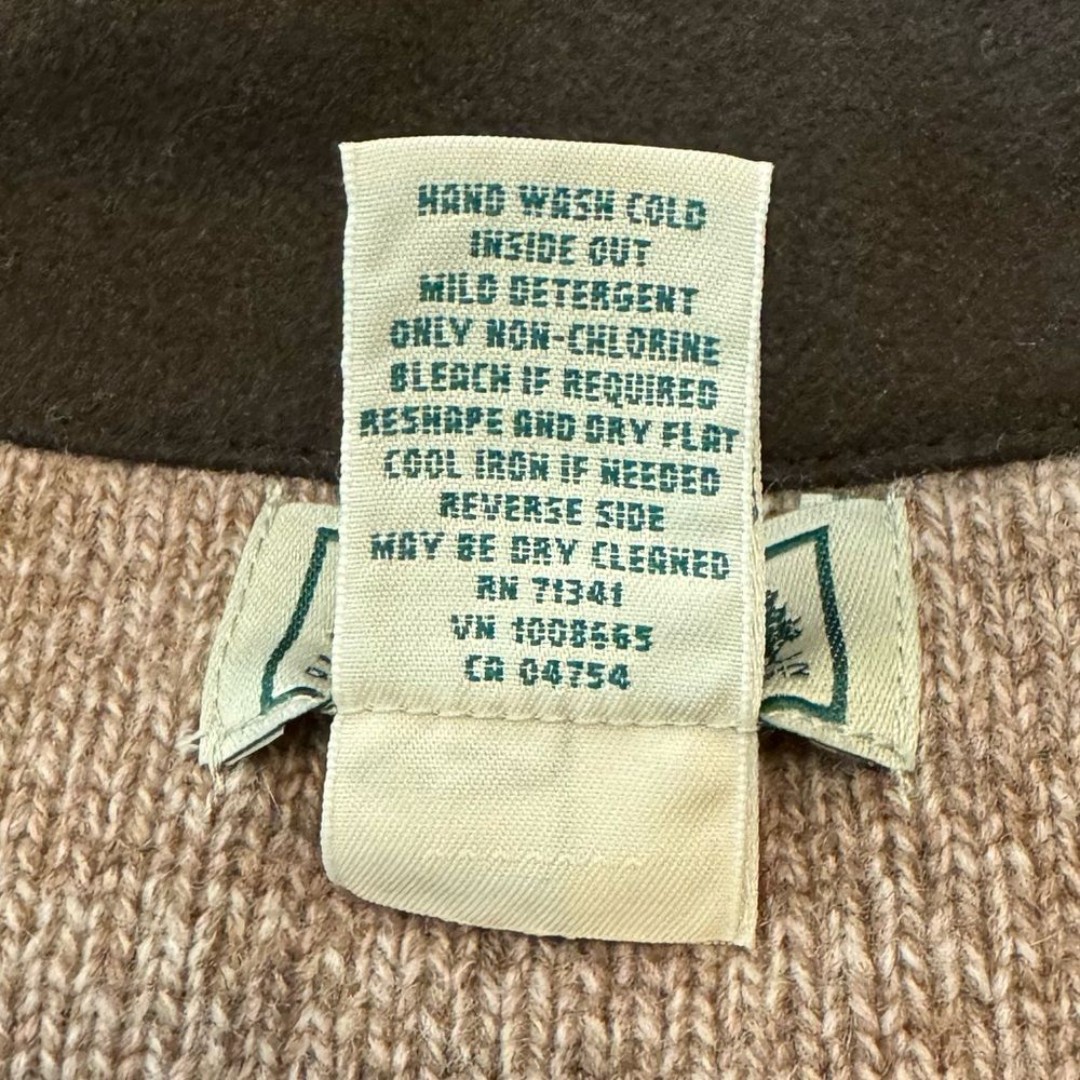 HAND WASH COLD
INSIDE OUT
MILD DETERGENT
ONLY NON-CHLORINE
BLEACH IF REQUIRED
RESHAPE AND DRY FLAT
COOL IRON IF NEEDED
REVERSE SIDE
MAY BE DRY CLEANED
RN 71341
VN 1008665
CA 04754